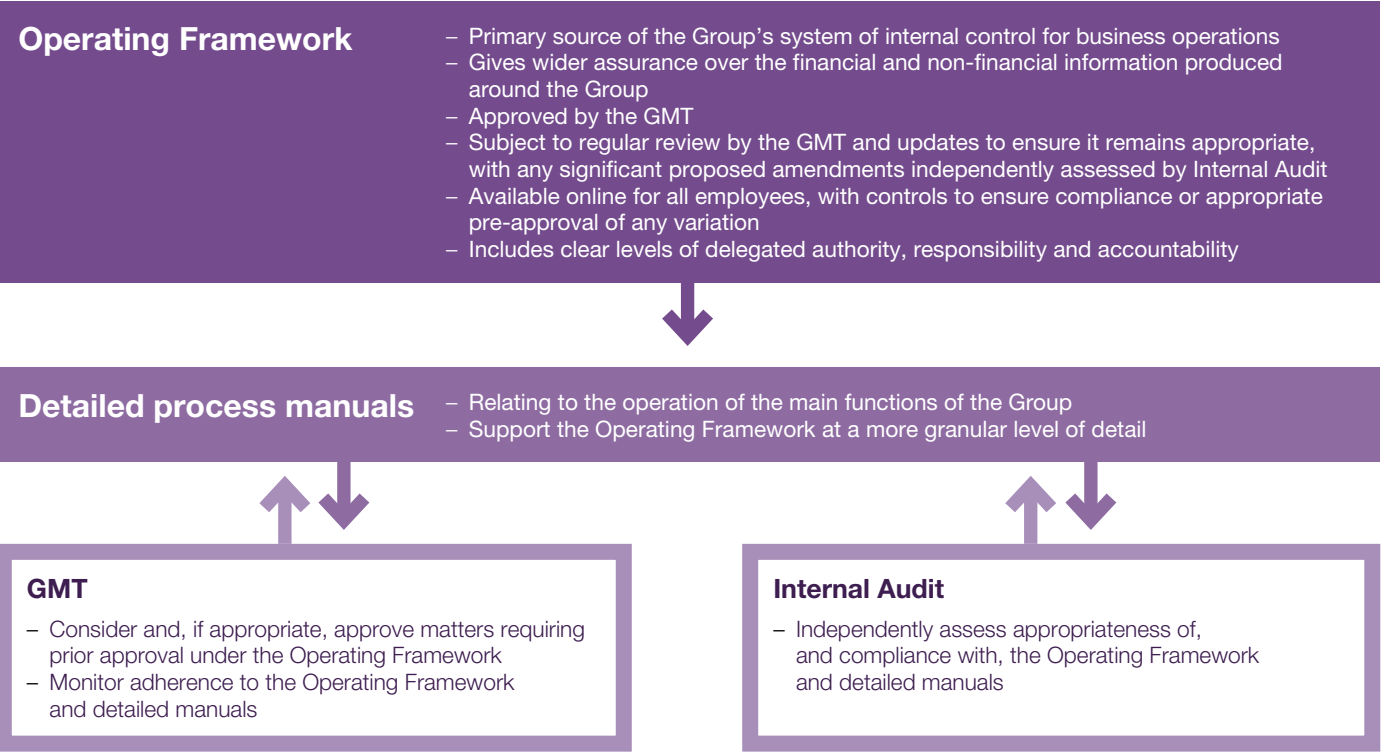 Operating Framework
– Primary source of the Group’s system of internal control for business operations
– Gives wider assurance over the financial and non-financial information produced
around the Group
– Approved by the GMT
– Subject to regular review by the GMT and updates to ensure it remains appropriate,
with any significant proposed amendments independently assessed by Internal Audit
– Available online for all employees, with controls to ensure compliance or appropriate
pre-approval of any variation
– Includes clear levels of delegated authority, responsibility and accountability
Detailed process manuals
– Relating to the operation of the main functions of the Group
– Support the Operating Framework at a more granular level of detail
GMT
– Consider and, if appropriate, approve matters requiring
prior approval under the Operating Framework
– Monitor adherence to the Operating Framework
and detailed manuals
Internal Audit
– Independently assess appropriateness of,
and compliance with, the Operating Framework
and detailed manuals